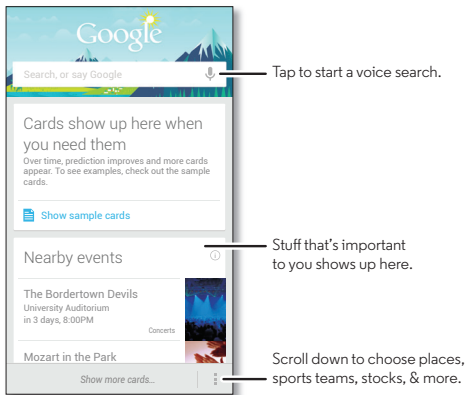 Google
Search, or say Google
Tap to start a voice search.
Cards show up here when
you need them
Over time, prediction improves and more cards
appear. To see examples, check out the sample
cards.
Show sample cards
Nearby events
Stuff that's important
to you shows up here.
The Bordertown Devils
University Auditorium
in 3 days, 8:00PM
Concerts
Mozart in the Park
Show more cards...
Scroll down to choose places,
sports teams, stocks, & more.